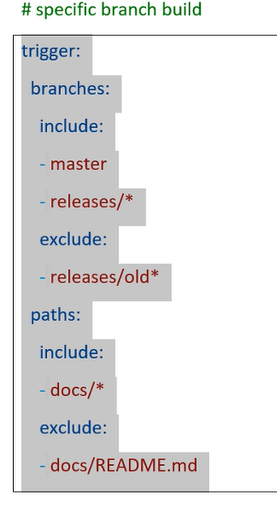 # specific branch build
trigger:
branches:
include:
- master
- releases/*
exclude:
- releases/old*
paths:
include:
- docs/*
exclude:
- docs/README.md